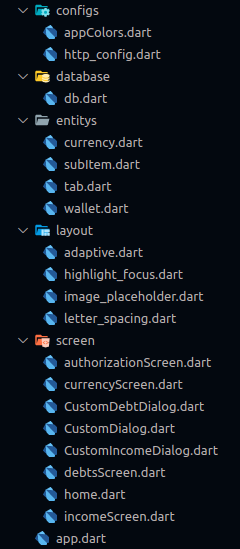 configs
appColors.dart
http_config.dart
database
db.dart
entitys
currency.dart
subItem.dart
tab.dart
wallet.dart
layout
adaptive.dart
highlight_focus.dart
image_placeholder.dart
letter_spacing.dart
screen
authorizationScreen.dart
currencyScreen.dart
CustomDebtDialog.dart
CustomDialog.dart
CustomIncomeDialog.dart
debtsScreen.dart
home.dart
incomeScreen.dart
app.dart